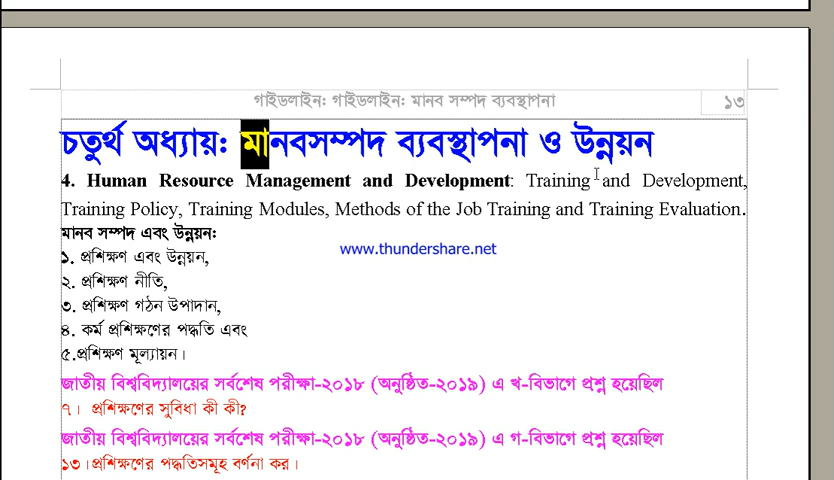 গাইডলাইন: গাইডলাইন: মানব সম্পদ ব্যবস্থাপনা ১৩
চতুর্থ অধ্যায়: মানবসম্পদ ব্যবস্থাপনা ও উন্নয়ন
4. Human Resource Management and Development: Training and Development,
Training Policy, Training Modules, Methods of the Job Training and Training Evaluation.
মানব সম্পদ এবং উন্নয়ন:
www.thundershare.net
১. প্রশিক্ষণ এবং উন্নয়ন,
২. প্রশিক্ষণ নীতি,
৩. প্রশিক্ষণ গঠন উপাদান,
৪. কর্ম প্রশিক্ষণের পদ্ধতি এবং
৫.প্রশিক্ষণ মূল্যায়ন।
জাতীয় বিশ্ববিদ্যালয়ের সর্বশেষ পরীক্ষা-২০১৮ (অনুষ্ঠিত-২০১৯) এ খ-বিভাগে প্রশ্ন হয়েছিল
৭। প্রশিক্ষণের সুবিধা কী কী?
জাতীয় বিশ্ববিদ্যালয়ের সর্বশেষ পরীক্ষা-২০১৮ (অনুষ্ঠিত-২০১৯) এ গ-বিভাগে প্রশ্ন হয়েছিল
১৩।প্রশিক্ষণের পদ্ধতিসমূহ বর্ণনা কর।